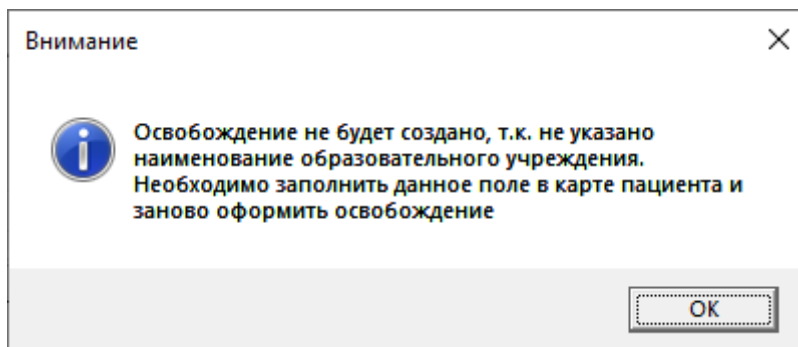 Внимание
Освобождение не будет создано, т.к. не указано
наименование образовательного учреждения.
Необходимо заполнить данное поле в карте пациента и
заново оформить освобождение
OK